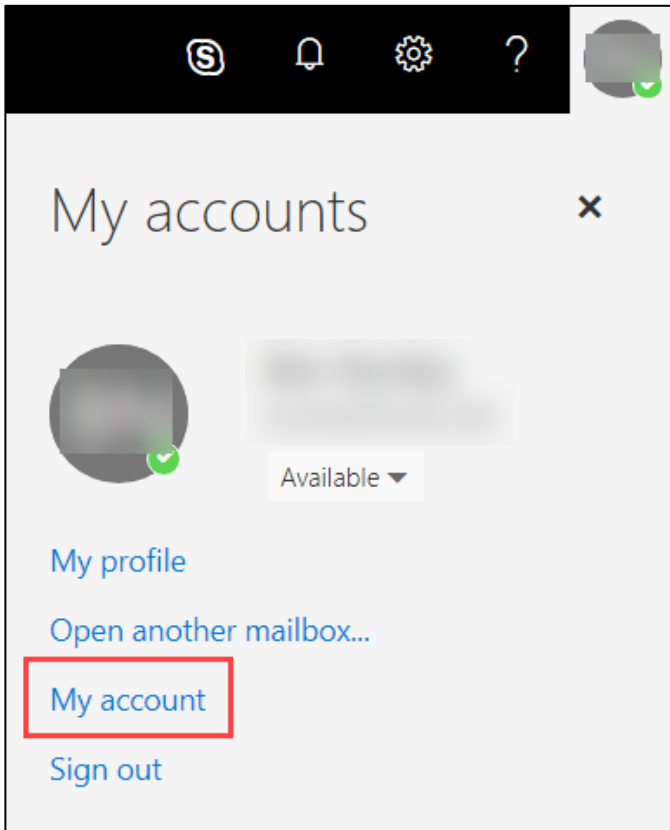 ?
My accounts
Available
My profile
Open another mailbox...
My account
Sign out